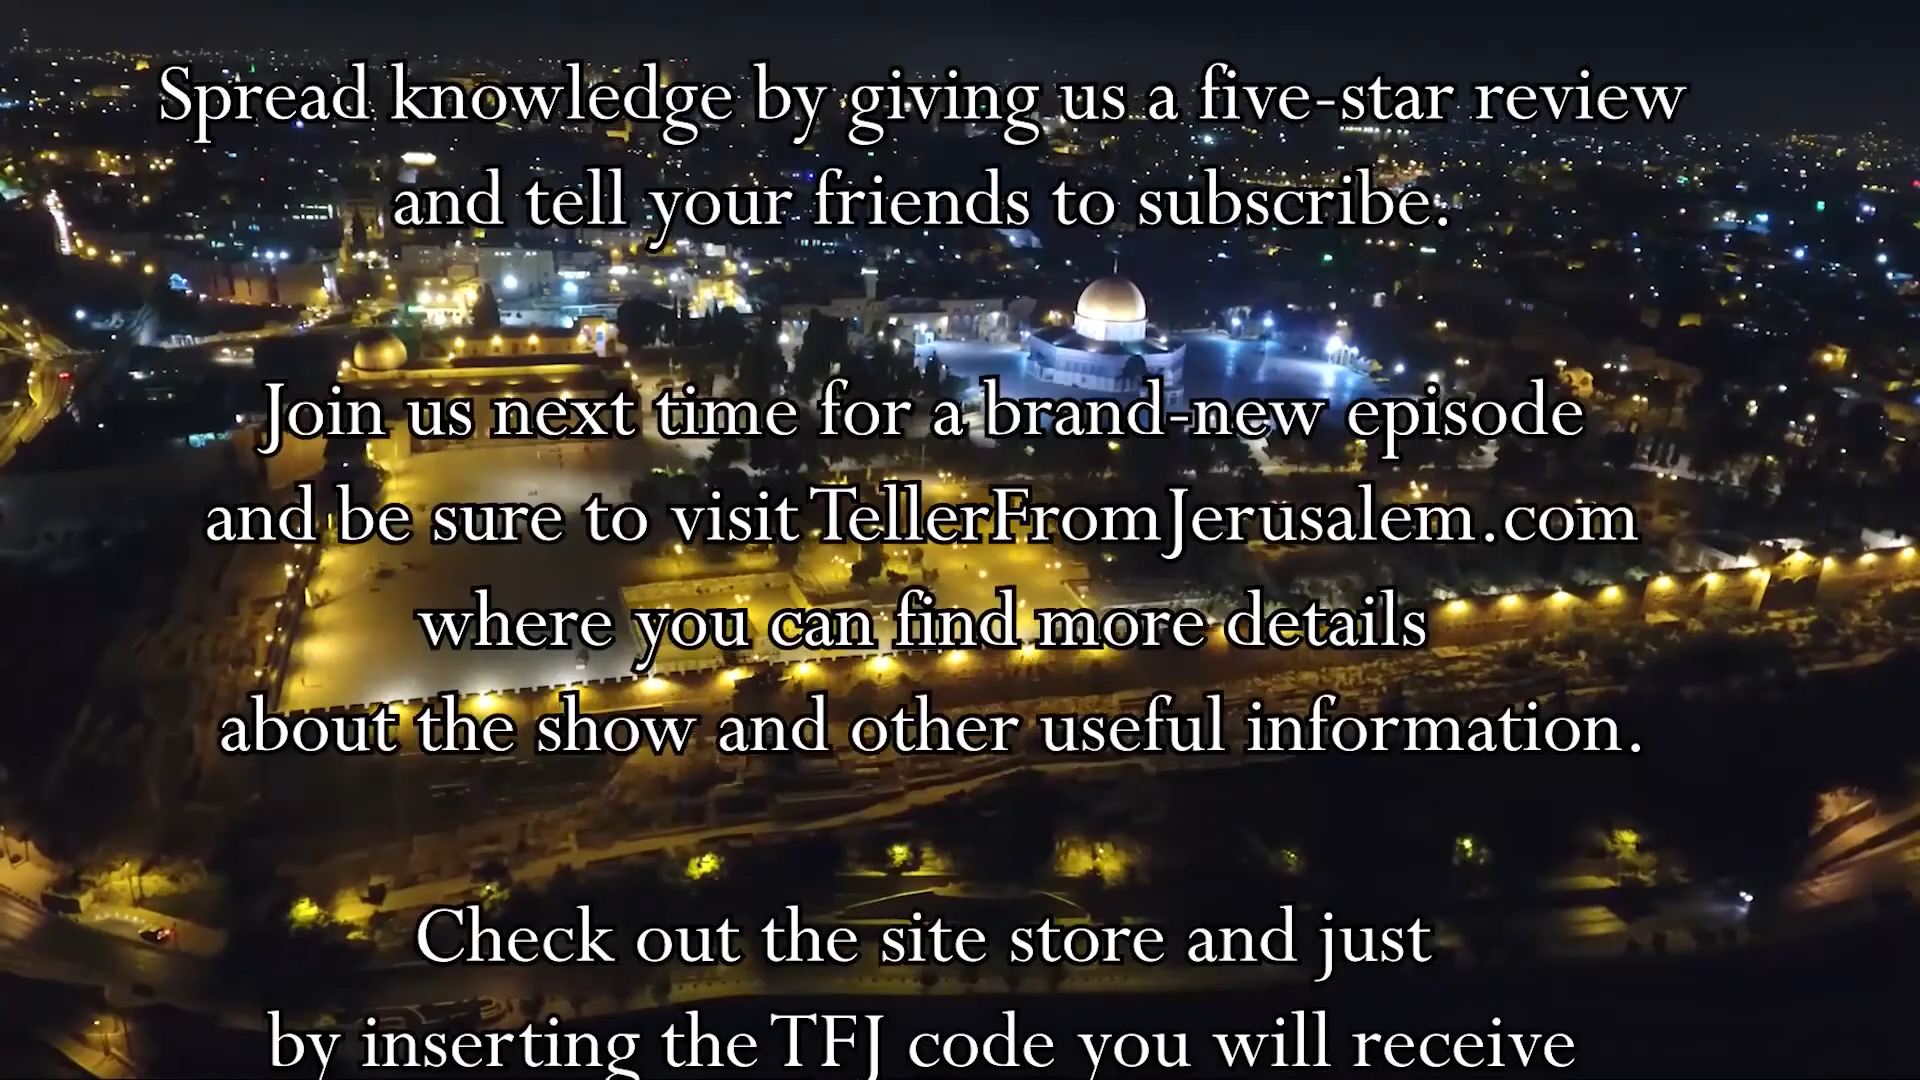 Spread knowledge by giving us a five-star review
and tell your friends to subscribe.
Join us next time for a brand-new episode
and be sure to visit TellerFromJerusalem.com
where you can find more details
about the show and other useful information.
Check out the site store and just
by inserting the TFJ code you will receive